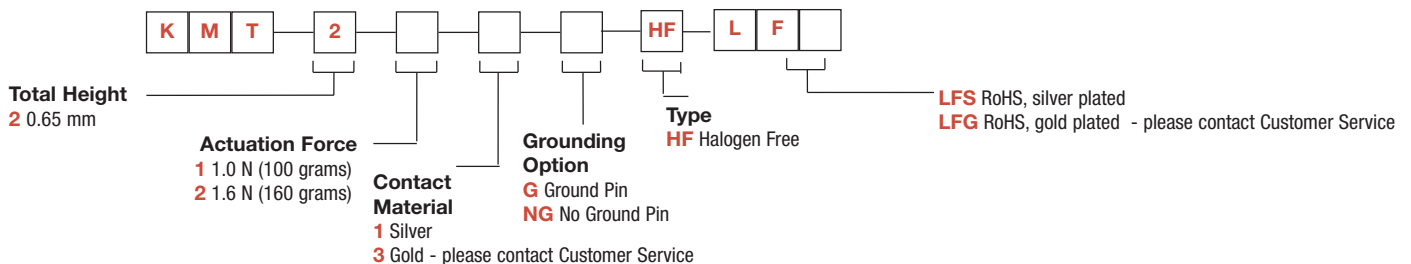 K M T 2 HF L F
Total Height
2 0.65 mm
Actuation Force
1 1.0 N (100 grams)
2 1.6 N (160 grams)
Contact
Material
1 Silver
3 Gold - please contact Customer Service
Grounding
Option
G Ground Pin
NG No Ground Pin
Type
HF Halogen Free
LFS RoHS, silver plated
LFG RoHS, gold plated - please contact Customer Service